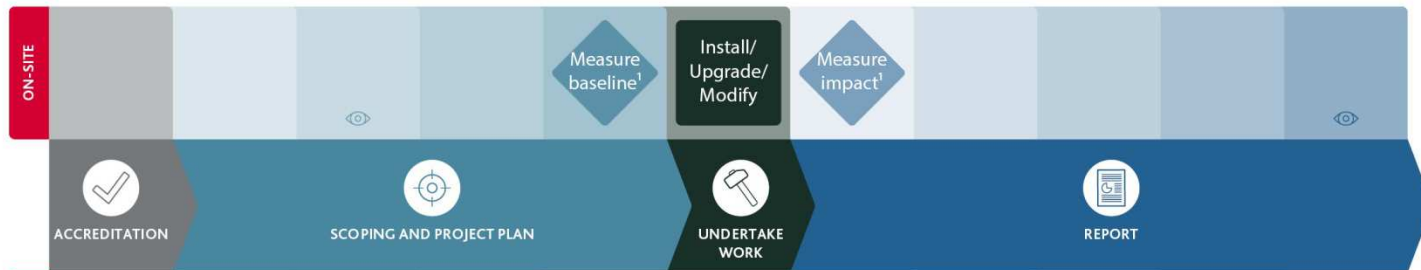 ON-SITE
Measure
baseline¹
Install/
Upgrade/
Modify
Measure
impact¹
ACCREDITATION
SCOPING AND PROJECT PLAN
UNDERTAKE
WORK
REPORT